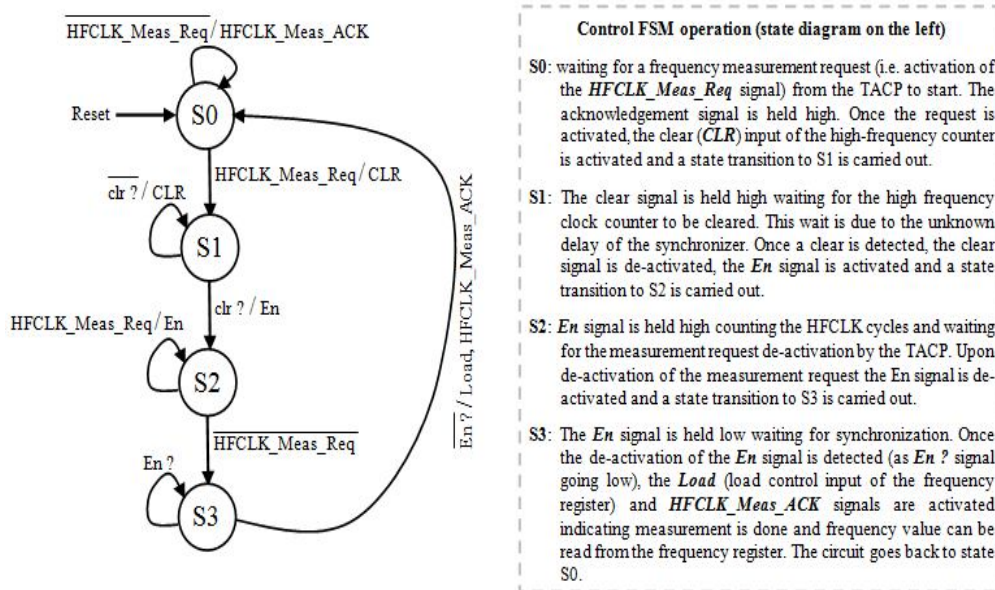 HFCLK_Meas_Req / HFCLK_Meas_ACK
Reset
S0
HFCLK_Meas_Req / CLR
clr ? / CLR
S1
clr ? / En
HFCLK_Meas_Req / En
S2
HFCLK_Meas_Req
En ?
S3
En ? / Load, HFCLK_Meas_ACK
Control FSM operation (state diagram on the left)
S0: waiting for a frequency measurement request (i.e. activation of
the HFCLK_Meas_Req signal) from the TACP to start. The
acknowledgement signal is held high. Once the request is
activated, the clear (CLR) input of the high-frequency counter
is activated and a state transition to S1 is carried out.
S1: The clear signal is held high waiting for the high frequency
clock counter to be cleared. This wait is due to the unknown
delay of the synchronizer. Once a clear is detected, the clear
signal is de-activated, the En signal is activated and a state
transition to S2 is carried out.
S2: En signal is held high counting the HFCLK cycles and waiting
for the measurement request de-activation by the TACP. Upon
de-activation of the measurement request the En signal is de-
activated and a state transition to S3 is carried out.
S3: The En signal is held low waiting for synchronization. Once
the de-activation of the En signal is detected (as En ? signal
going low), the Load (load control input of the frequency
register) and HFCLK_Meas_ACK signals are activated
indicating measurement is done and frequency value can be
read from the frequency register. The circuit goes back to state
S0.